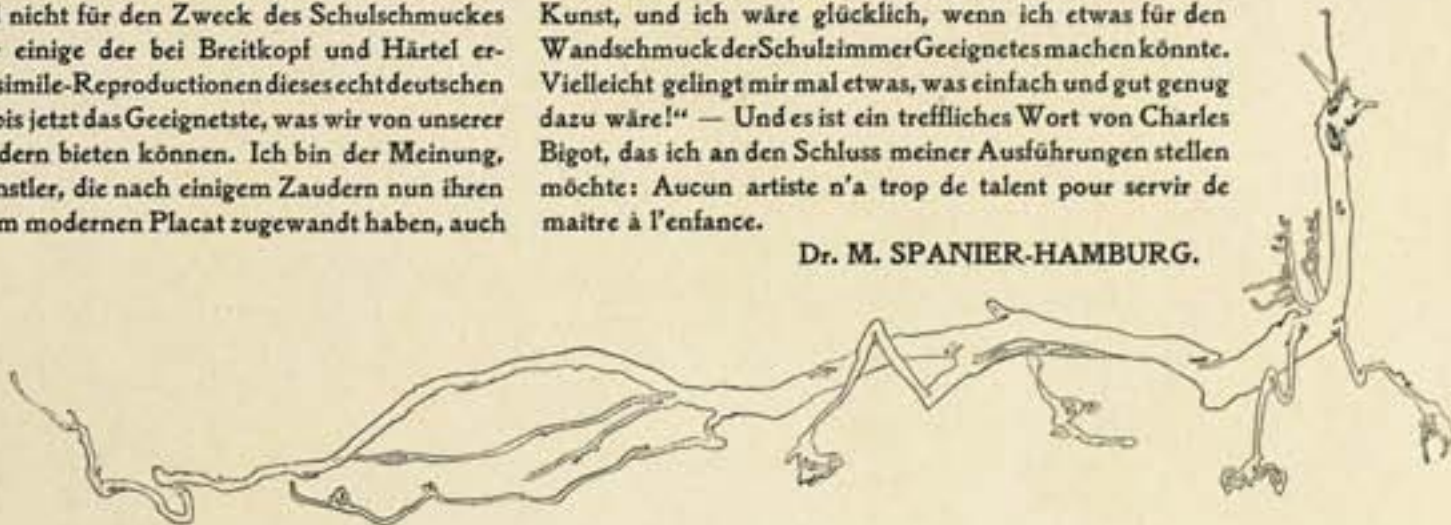 nicht für den Zweck des Schulschmuckes
einige der bei Breitkopf und Härtel er-
simile-Reproductionen dieses echt deutschen
bis jetzt das Geeignetste, was wir von unserer
dern bieten können. Ich bin der Meinung,
nstler, die nach einigem Zaudern nun ihren
m modernen Placat zugewandt haben, auch
Kunst, und ich wäre glücklich, wenn ich etwas für den
Wandschmuck der Schulzimmer Geeignetes machen könnte.
Vielleicht gelingt mir mal etwas, was einfach und gut genug
dazu wäre!“ — Und es ist ein treffliches Wort von Charles
Bigot, das ich an den Schluss meiner Ausführungen stellen
möchte: Aucun artiste n'a trop de talent pour servir de
maître à l'enfance.
Dr. M. SPANIER-HAMBURG.